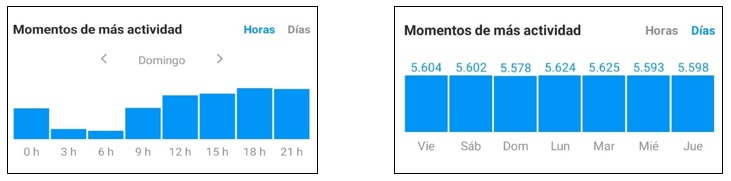 Momentos de más actividad Horas Días
< Domingo >
0 h 3 h 6 h 9 h 12 h 15 h 18 h 21 h
Momentos de más actividad Horas Días
5.604 5.602 5.578 5.624 5.625 5.593 5.598
Vie Sáb Dom Lun Mar Mié Jue